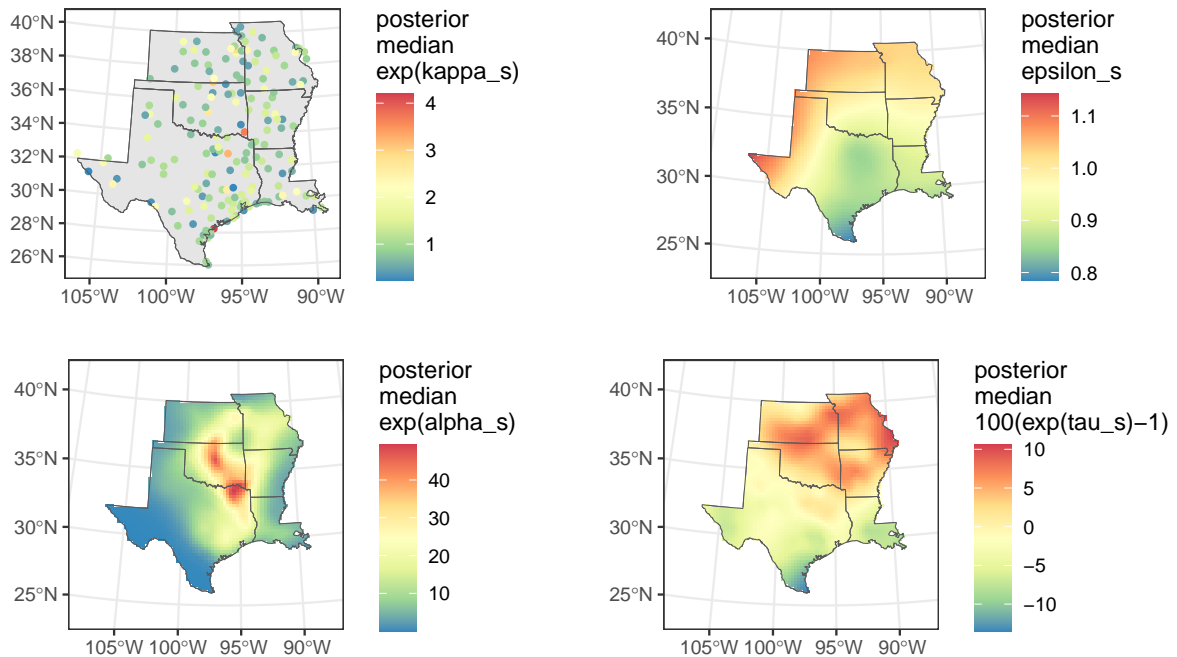 posterior
median
exp(kappa_s)
4
3
2
1
40°N
38°N
36°N
34°N
32°N
30°N
28°N
26°N
105°W 100°W 95°W 90°W
posterior
median
epsilon_s
1.1
1.0
0.9
0.8
40°N
35°N
30°N
25°N
105°W 100°W 95°W 90°W
posterior
median
exp(alpha_s)
40
30
20
10
40°N
35°N
30°N
25°N
105°W 100°W 95°W 90°W
posterior
median
100(exp(tau_s)−1)
10
5
0
−5
−10
40°N
35°N
30°N
25°N
105°W 100°W 95°W 90°W